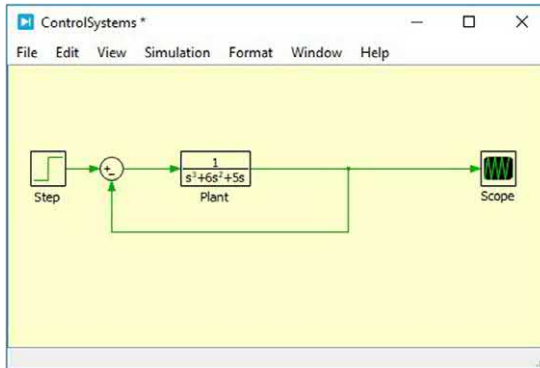 ControlSystems *
File Edit View Simulation Format Window Help
+
-
1
s³+6s²+5s
Step
Plant
Scope